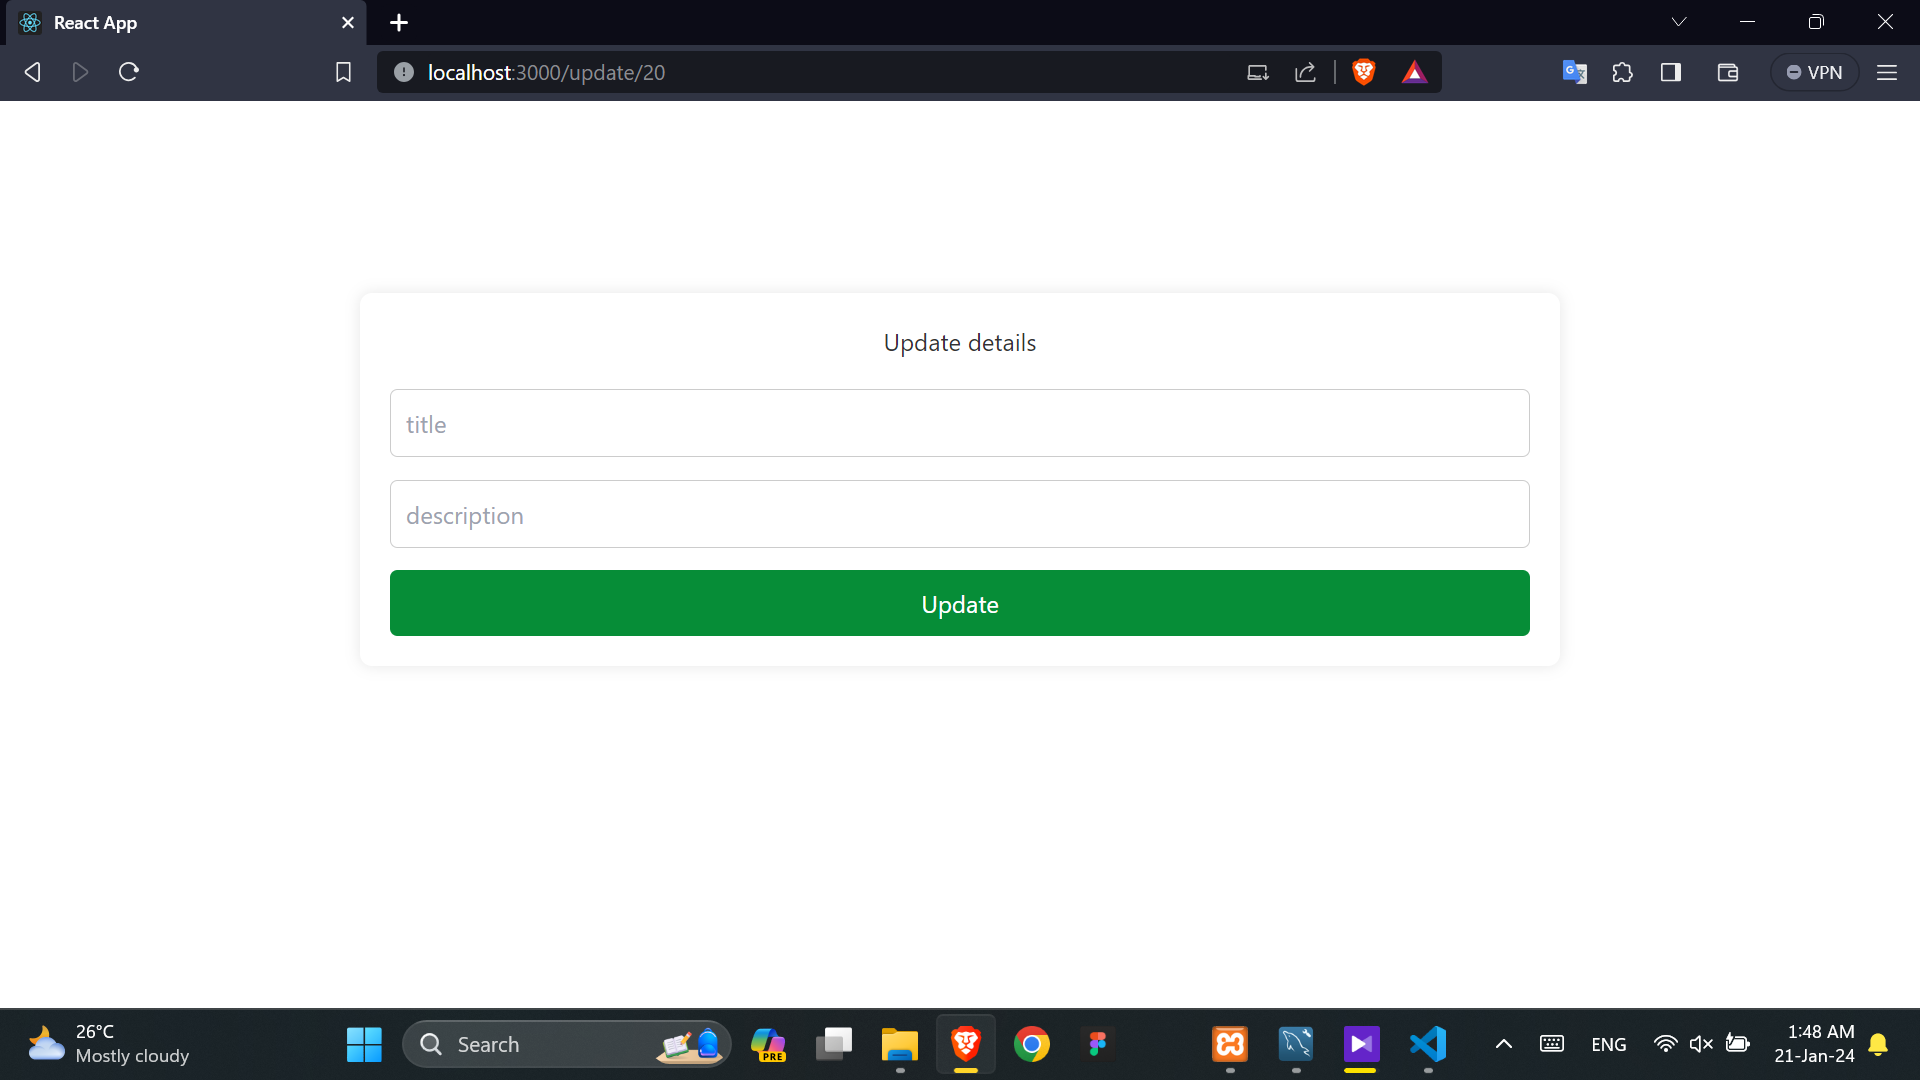 React App
localhost:3000/update/20
VPN
Update details
title
description
Update
26°C
Mostly cloudy
Search
PRE
ENG
1:48 AM
21-Jan-24